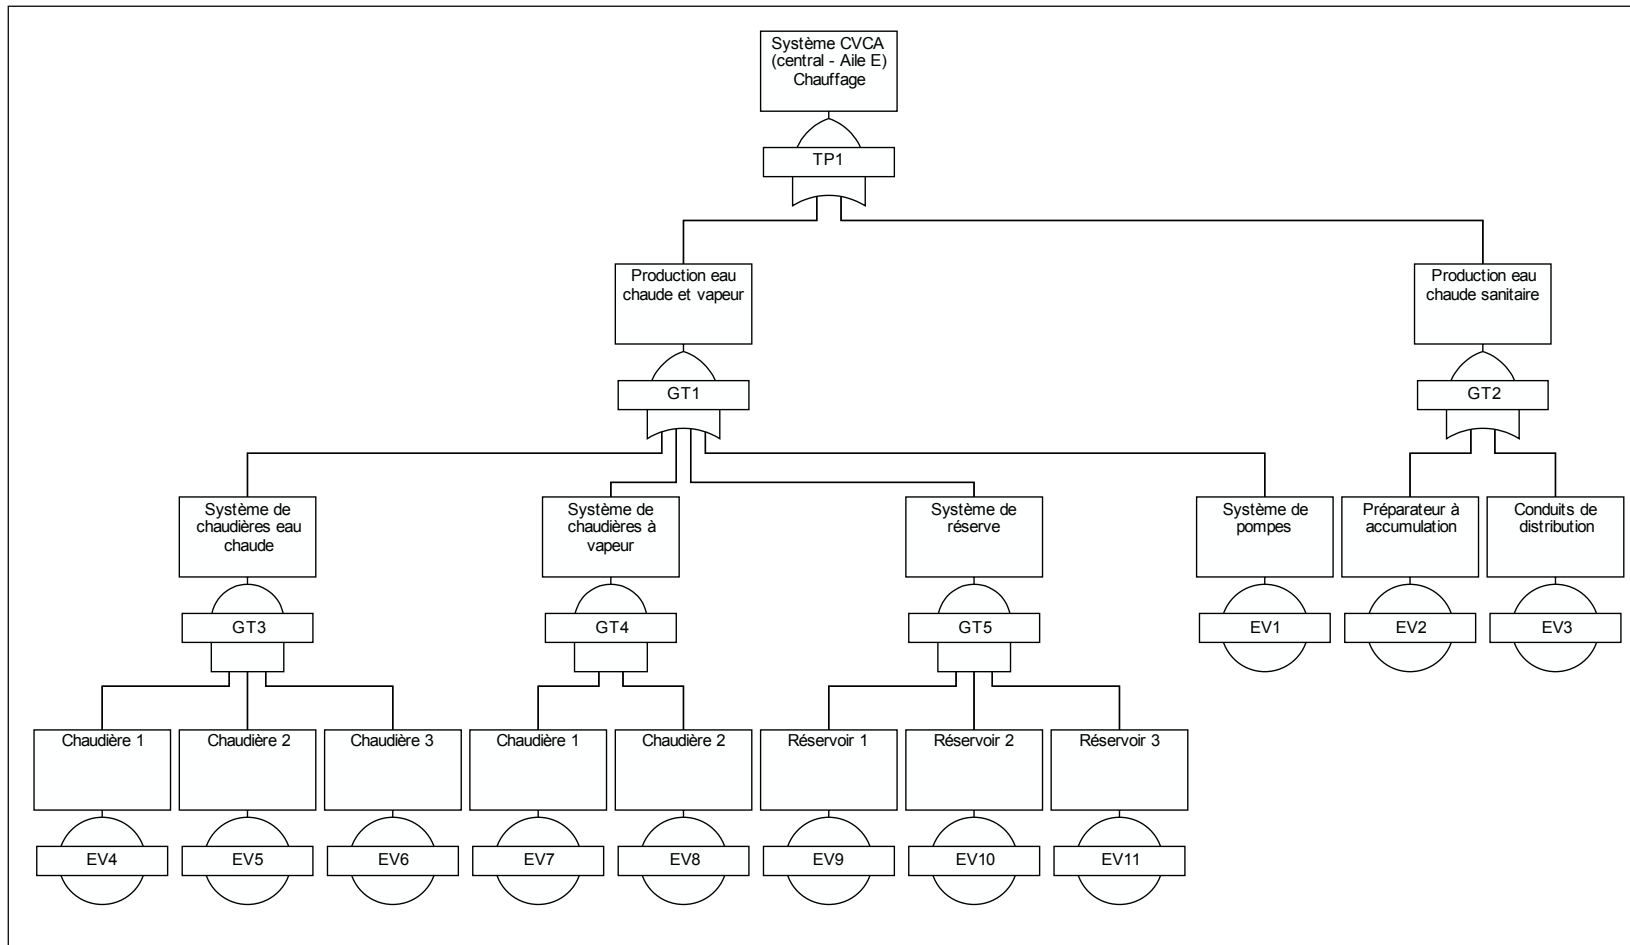 Système CVCA
(central - Aile E)
Chauffage
TP1
Production eau
chaude et vapeur
Production eau
chaude sanitaire
GT1
GT2
Système de
chaudières eau
chaude
Système de
chaudières à
vapeur
Système de
réserve
Système de
pompes
Préparateur à
accumulation
Conduits de
distribution
GT3
GT4
GT5
EV1
EV2
EV3
Chaudière 1
Chaudière 2
Chaudière 3
Chaudière 1
Chaudière 2
Réservoir 1
Réservoir 2
Réservoir 3
EV4
EV5
EV6
EV7
EV8
EV9
EV10
EV11